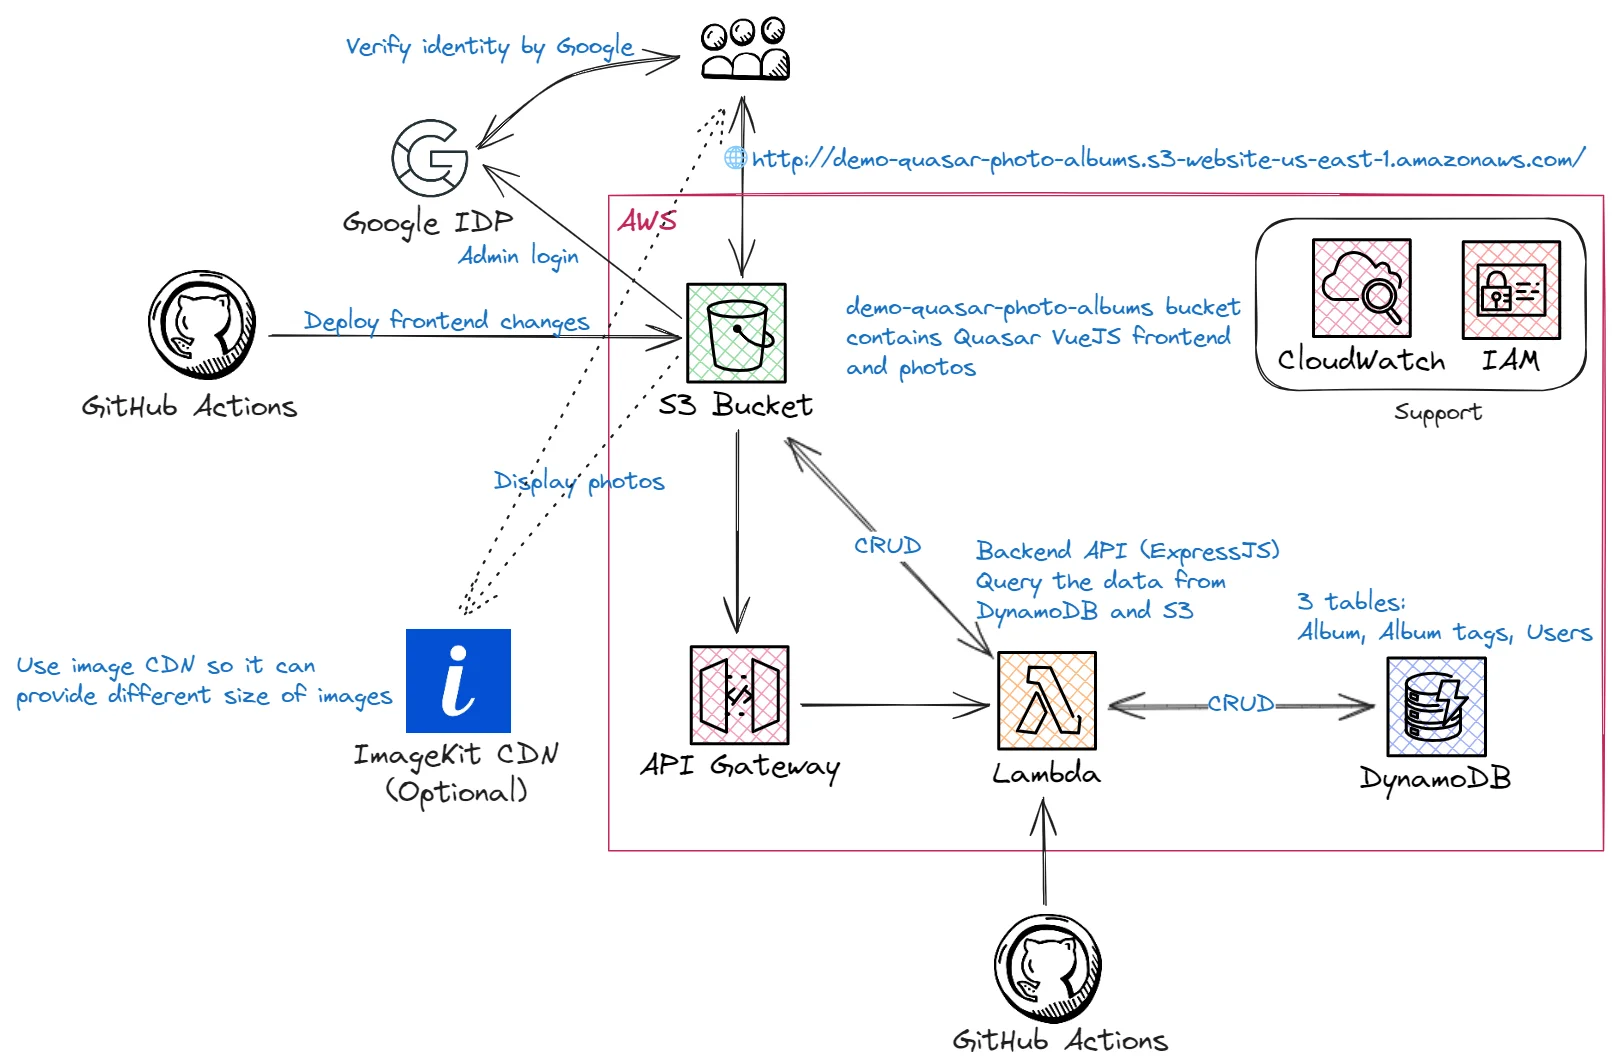 Verify identity by Google
http://demo-quasar-photo-albums.s3-website-us-east-1.amazonaws.com/
Google IDP
AWS
Admin login
Deploy frontend changes
GitHub Actions
S3 Bucket
demo-quasar-photo-albums bucket
contains Quasar VueJS frontend
and photos
CloudWatch
IAM
Support
Display photos
CRUD
Backend API (ExpressJS)
Query the data from
DynamoDB and S3
3 tables:
Album, Album tags, Users
Use image CDN so it can
provide different size of images
i
ImageKit CDN
(Optional)
API Gateway
Lambda
CRUD
DynamoDB
GitHub Actions